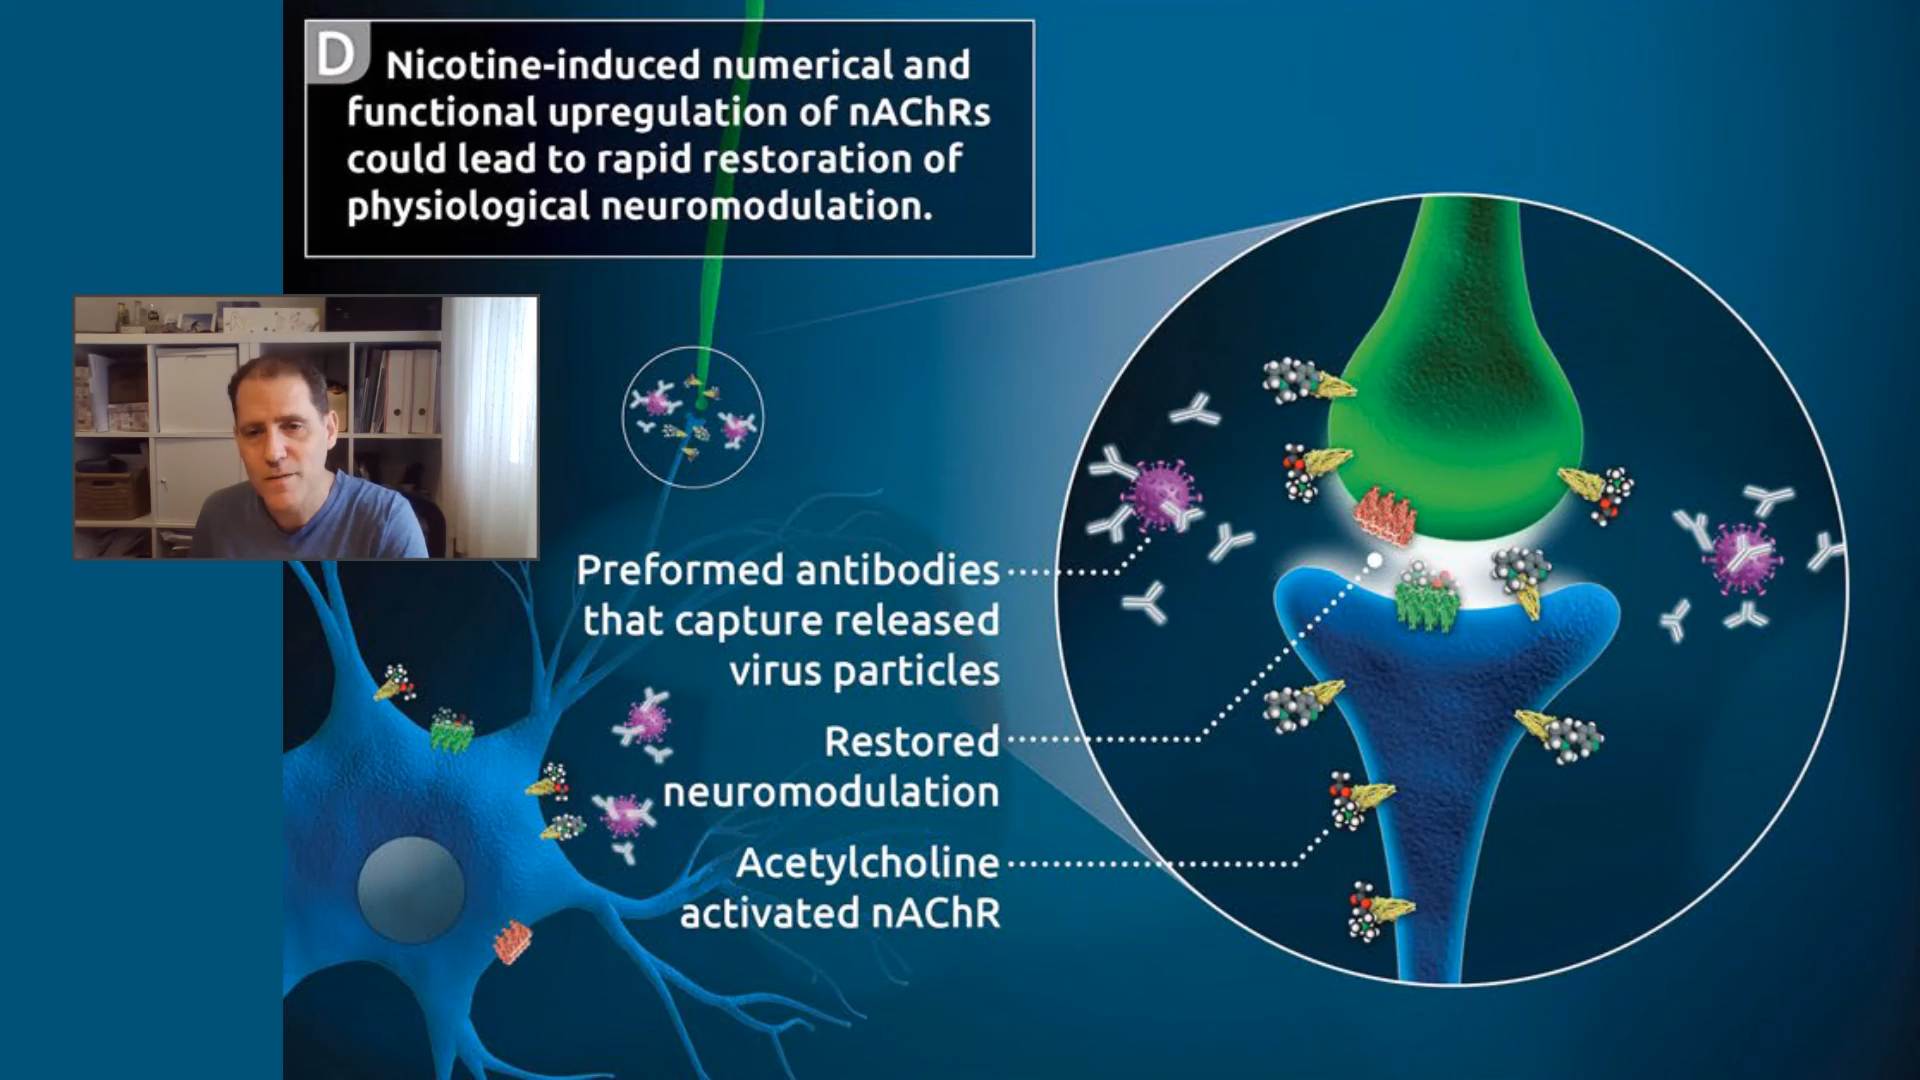 D
Nicotine-induced numerical and
functional upregulation of nAChRs
could lead to rapid restoration of
physiological neuromodulation.
Preformed antibodies
that capture released
virus particles
Restored
neuromodulation
Acetylcholine
activated nAChR